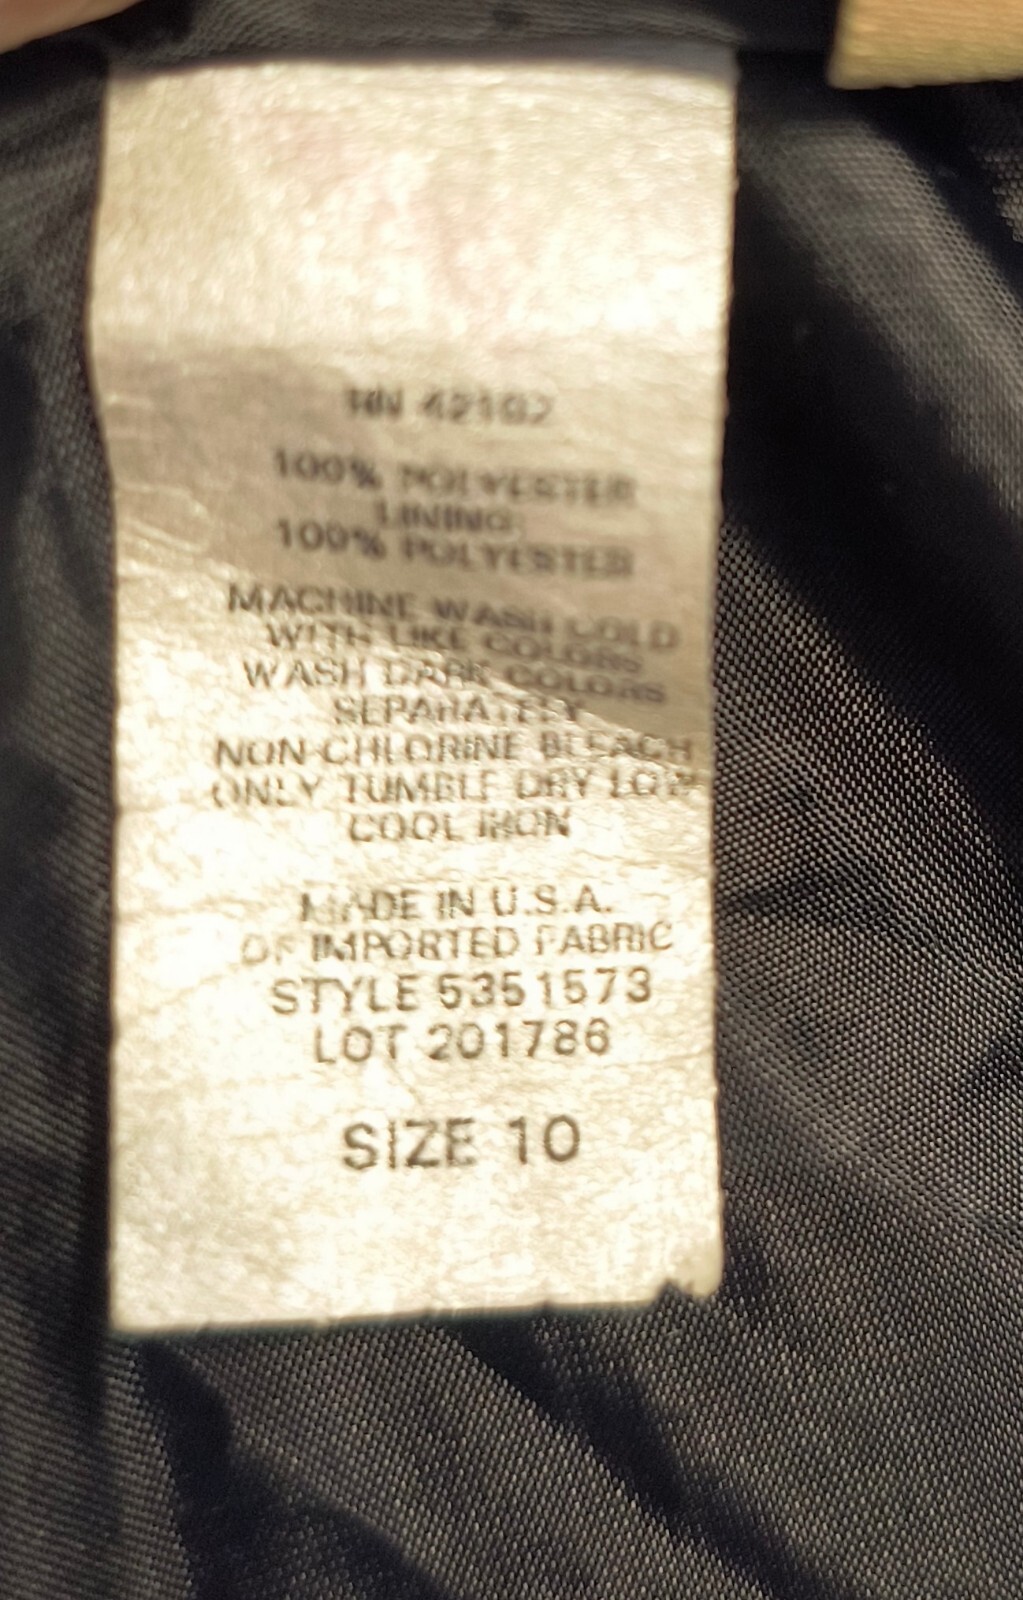 RN 42102
100% POLYESTER
LINING:
100% POLYESTER
MACHINE WASH COLD
WITH LIKE COLORS
WASH DARK COLORS
SEPARATELY
NON-CHLORINE BLEACH
ONLY TUMBLE DRY LOW
COOL IRON
MADE IN U.S.A.
OF IMPORTED FABRIC
STYLE 5351573
LOT 201786
SIZE 10